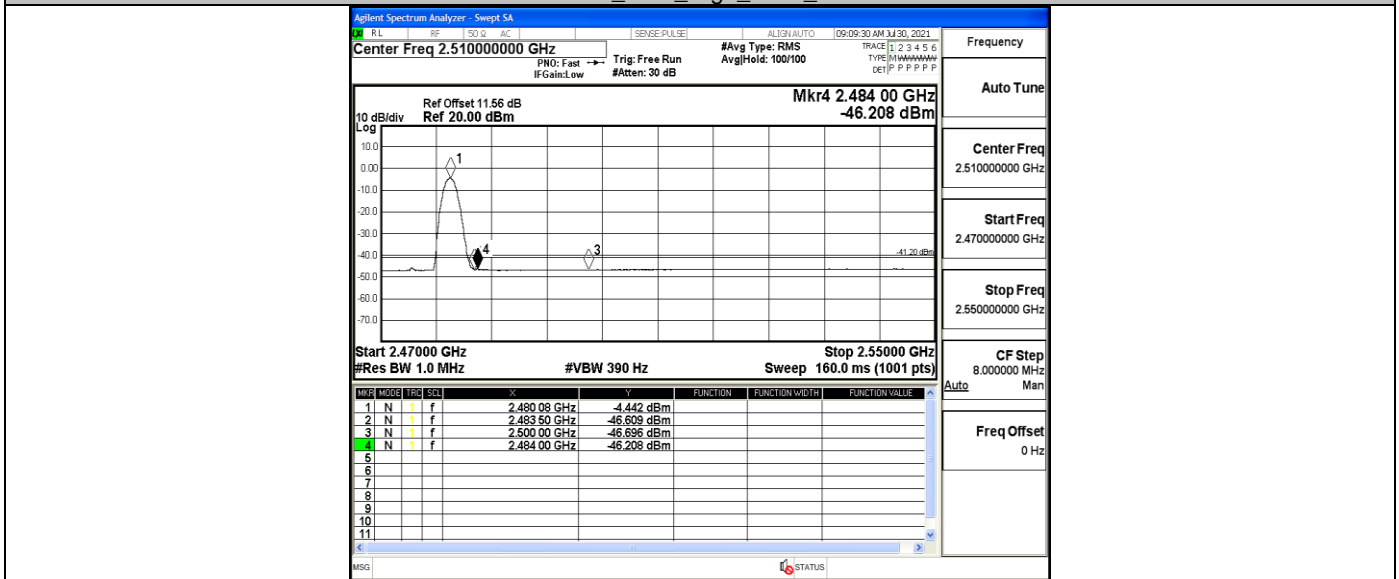 Agilent Spectrum Analyzer - Swept SA
RL RF 50 Ω AC SENSE:PULSE ALIGN AUTO 09:09:30 AM Jul 30, 2021
Center Freq 2.510000000 GHz
PNO: Fast
IFGain:Low
Trig: Free Run
#Atten: 30 dB
#Avg Type: RMS
Avg|Hold: 100/100
TRACE 1 2 3 4 5 6
TYPE M WWWWW
DET P P P P P P
Mkr4 2.484 00 GHz
-46.208 dBm
Ref Offset 11.56 dB
10 dB/div Ref 20.00 dBm
Log
10.0
0.00
-10.0
-20.0
-30.0
-40.0
-50.0
-60.0
-70.0
1
4
3
-41.20 dBm
Start 2.47000 GHz Stop 2.55000 GHz
#Res BW 1.0 MHz #VBW 390 Hz Sweep 160.0 ms (1001 pts)
MKR MODE TRC SCL X Y FUNCTION FUNCTION WIDTH FUNCTION VALUE
1 N 1 f 2.480 08 GHz -4.442 dBm
2 N 1 f 2.483 50 GHz -46.609 dBm
3 N 1 f 2.500 00 GHz -46.696 dBm
4 N 1 f 2.484 00 GHz -46.208 dBm
5
6
7
8
9
10
11
MSG STATUS
Frequency
Auto Tune
Center Freq
2.510000000 GHz
Start Freq
2.470000000 GHz
Stop Freq
2.550000000 GHz
CF Step
8.000000 MHz
Auto Man
Freq Offset
0 Hz